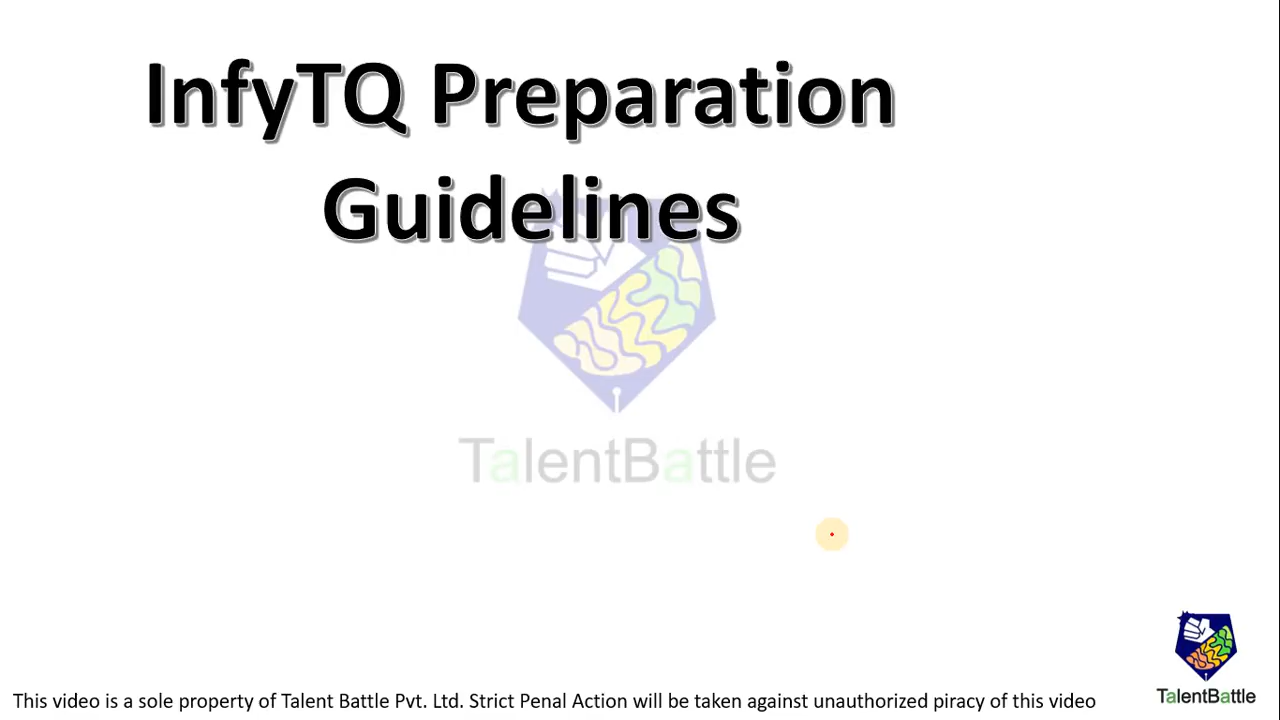 InfyTQ Preparation
Guidelines
TalentBattle
TalentBattle
This video is a sole property of Talent Battle Pvt. Ltd. Strict Penal Action will be taken against unauthorized piracy of this video